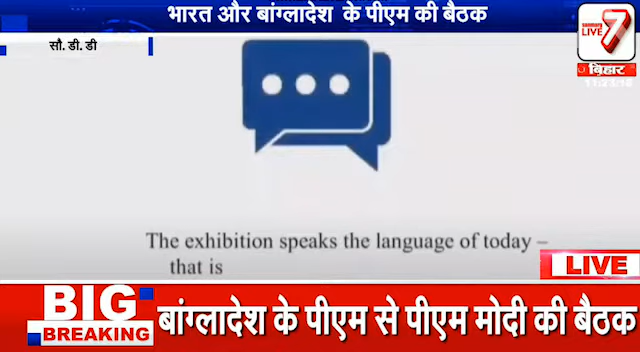 भारत और बांग्लादेश के पीएम की बैठक
सौ. डी. डी
LIVE 7
बिहार
The exhibition speaks the language of today –
that is
LIVE
BIG
BREAKING
बांग्लादेश के पीएम से पीएम मोदी की बैठक